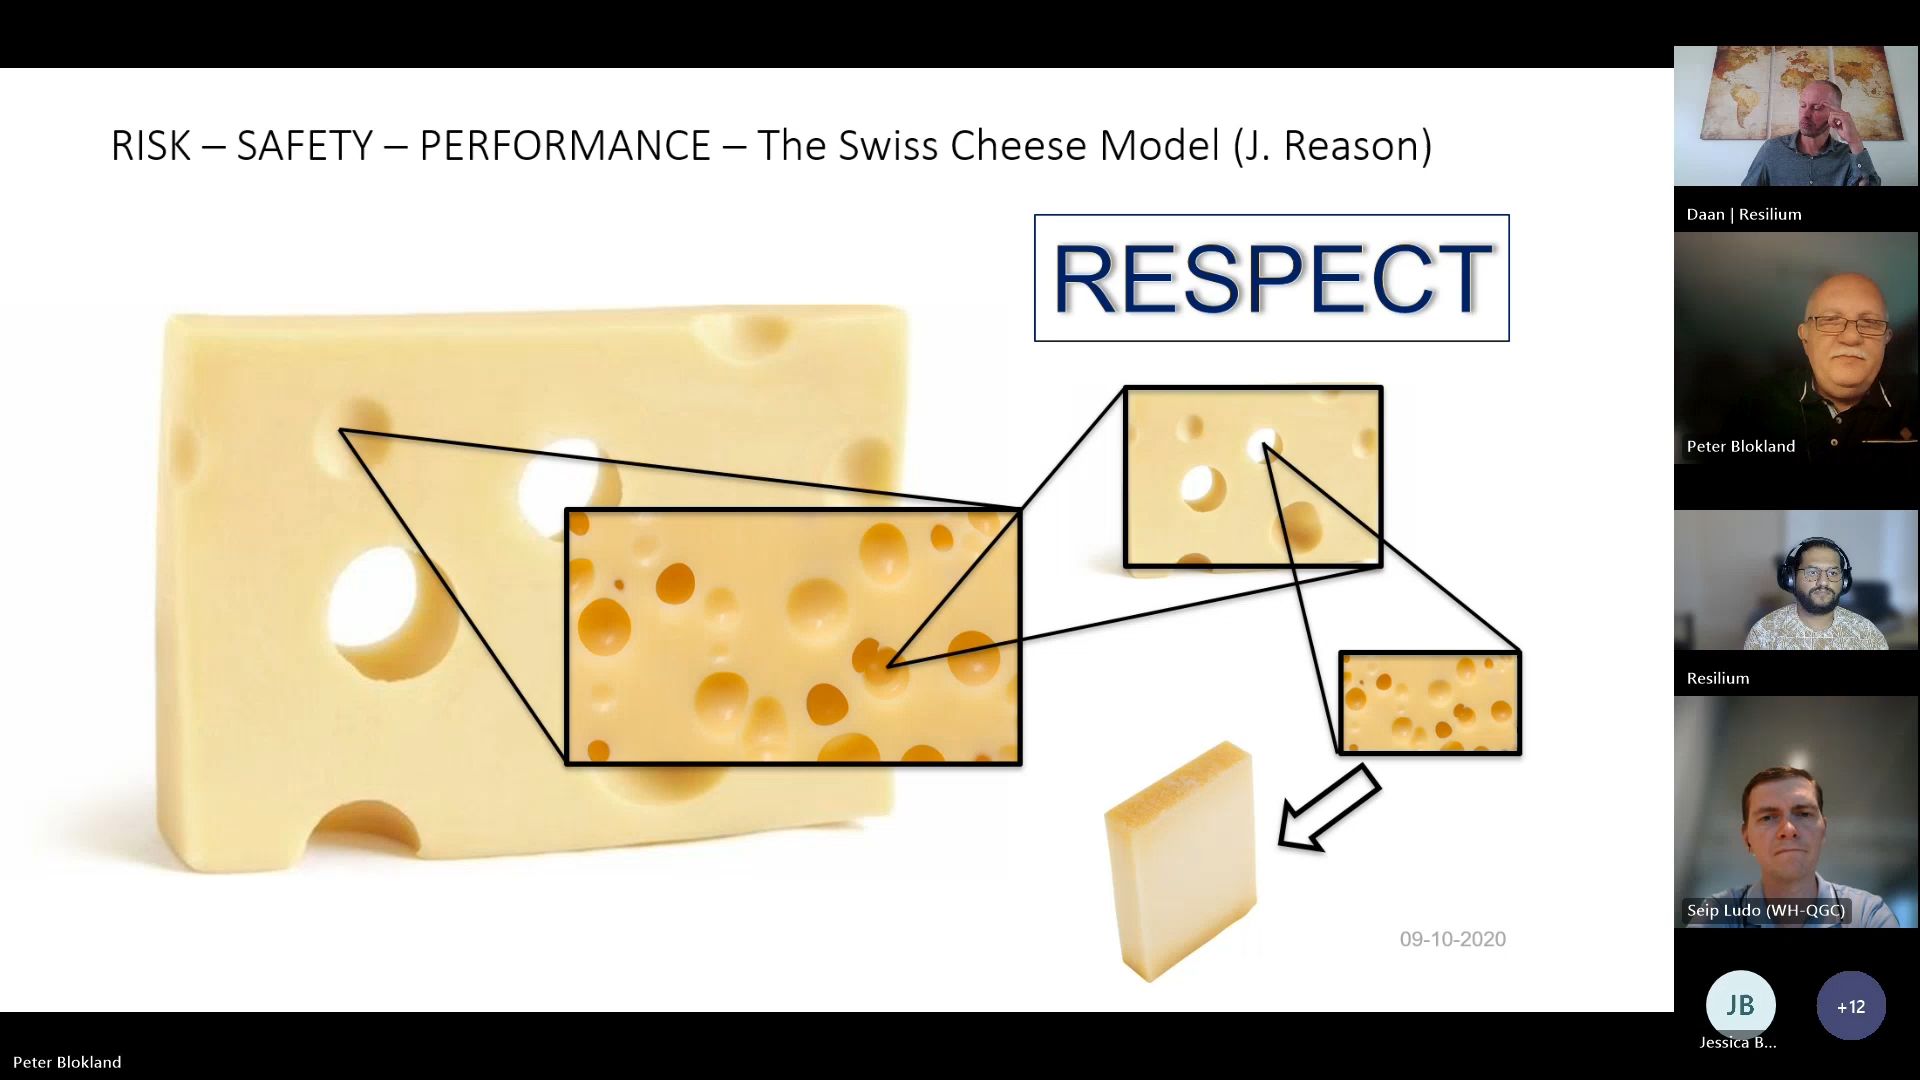 RISK – SAFETY – PERFORMANCE – The Swiss Cheese Model (J. Reason)
RESPECT
09-10-2020
Daan | Resilium
Peter Blokland
Resilium
Seip Ludo (WH-QGC)
JB
+12
Jessica B...
Peter Blokland